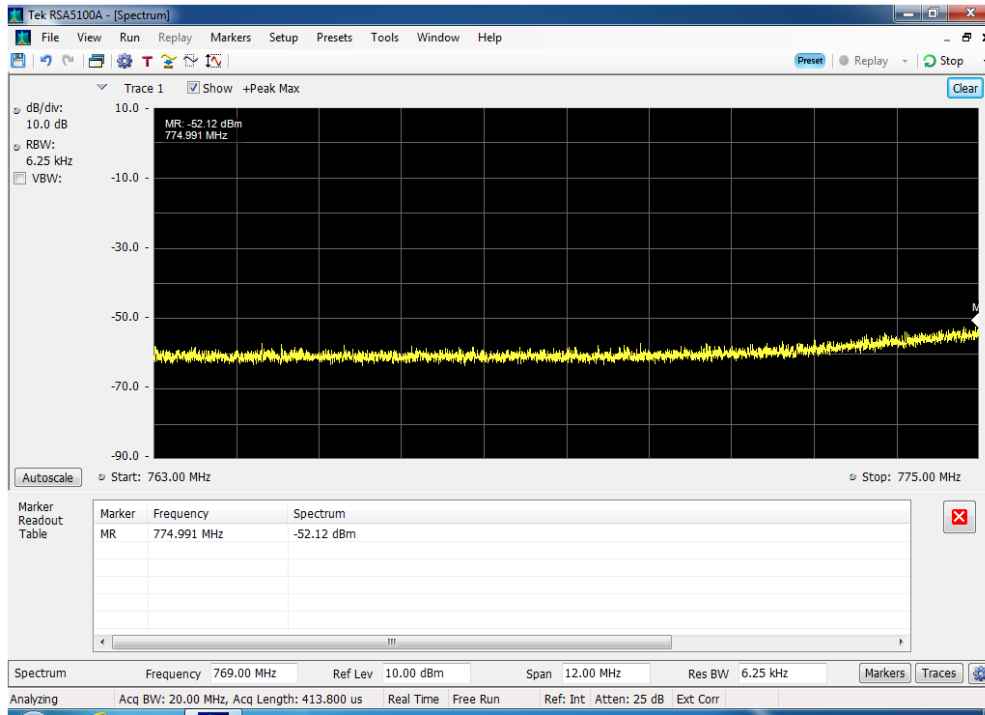 Tek RSA5100A - [Spectrum]
File View Run Replay Markers Setup Presets Tools Window Help
T Preset Replay Stop
Trace 1 Show +Peak Max Clear
dB/div:
10.0 dB
RBW:
6.25 kHz
VBW:
10.0
MR: -52.12 dBm
774.991 MHz
-10.0
-30.0
-50.0
M
-70.0
-90.0
Autoscale Start: 763.00 MHz Stop: 775.00 MHz
Marker
Readout
Table
Marker Frequency Spectrum
MR 774.991 MHz -52.12 dBm
Spectrum Frequency 769.00 MHz Ref Lev 10.00 dBm Span 12.00 MHz Res BW 6.25 kHz Markers Traces
Analyzing Acq BW: 20.00 MHz, Acq Length: 413.800 us Real Time Free Run Ref: Int Atten: 25 dB Ext Corr